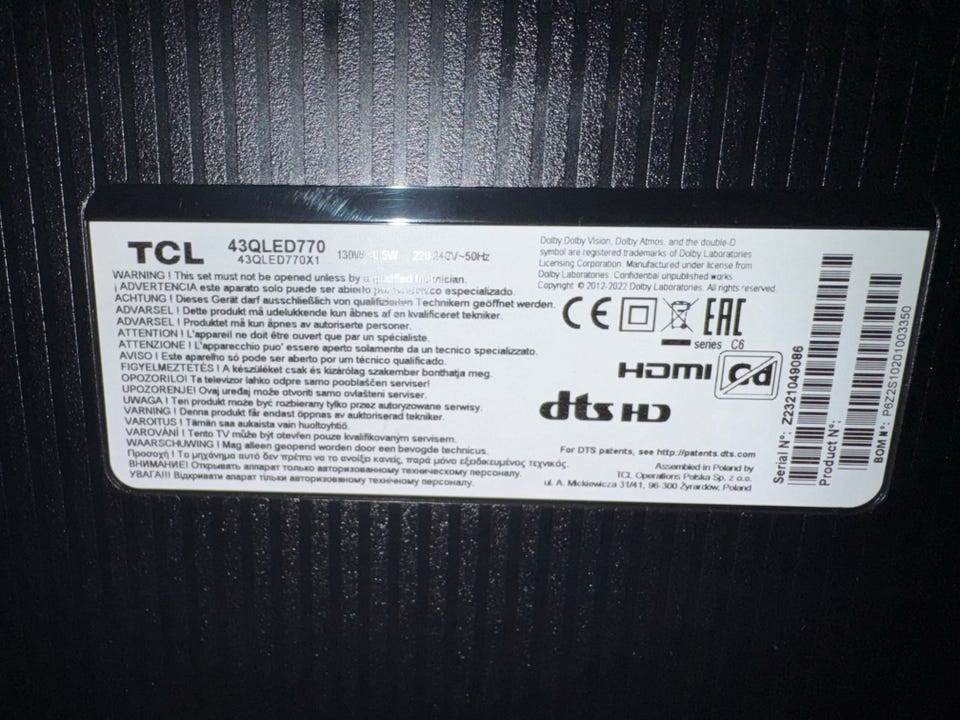 TCL
43QLED770
43QLED770X1
220-240V~50Hz
WARNING ! This set must not be opened unless by a qualified technician.
¡ ADVERTENCIA este aparato solo puede ser abierto por técnico especializado.
ACHTUNG ! Dieses Gerät darf ausschließlich von qualifizierten Technikern geöffnet werden.
ADVARSEL ! Dette produkt må udelukkende kun åbnes af en kvalificeret tekniker.
ADVARSEL ! Produktet må kun åpnes av autoriserte personer.
ATTENTION ! L'appareil ne doit être ouvert que par un spécialiste.
ATTENZIONE ! L'apparecchio puo' essere aperto solamente da un tecnico specializzato.
AVISO ! Este aparelho só pode ser aberto por um técnico qualificado.
FIGYELMEZTETÉS ! A készüléket csak és kizárólag szakember bonthatja meg.
OPOZORILO! Ta televizor lahko odpre samo pooblaščen serviser!
UPOZORENJE! Ovaj uređaj može otvoriti samo ovlašteni serviser.
UWAGA ! Ten produkt może być rozbierany tylko przez autoryzowane serwisy.
VARNING ! Denna produkt får endast öppnas av auktoriserad tekniker.
VAROITUS ! Tämän saa aukaista vain huoltoyhtiö.
VAROVÁNÍ ! Tento TV může být otevřen pouze kvalifikovaným servisem.
WAARSCHUWING ! Mag alleen geopend worden door een bevoegde technicus.
Προσοχή ! Το μηχάνημα αυτό δεν πρέπει να το ανοίξει κανείς, παρά μόνο εξειδικευμένος τεχνικός.
ВНИМАНИЕ! Открывать аппарат только авторизованному техническому персоналу.
УВАГА!!! Відкривати апарат тільки авторизованому технічному персоналу.
Dolby,Dolby Vision, Dolby Atmos, and the double-D
symbol are registered trademarks of Dolby Laboratories
Licensing Corporation. Manufactured under license from
Dolby Laboratories. Confidential unpublished works.
Copyright © 2012-2022 Dolby Laboratories. All rights reserved.
CE
EAC
series C6
HDMI
Cd
dts HD
For DTS patents, see http://patents.dts.com
Assembled in Poland by
TCL Operations Polska Sp. z o.o.
ul. A. Mickiewicza 31/41, 96-300 Żyrardów, Poland
Serial N°: Z2321049086
Product N°:
BOM N°: P6Z2S10201003350